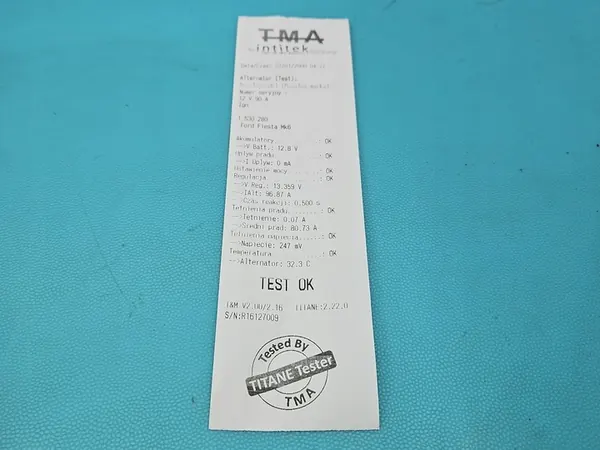 TMA
intitek
Alternator (Test):
Numer seryjny -
12 V 90 A
Typ
1 600 280
Ford Fiesta Mk6
Akumulatory : OK
-->V Batt.: 12.8 V
Upływ prądu : OK
-->I Upływ: 0 mA
Ustawienie mocy : OK
Regulacja : OK
-->V Reg.: 13.359 V
-->IAlt: 96.87 A
-->Czas reakcji: 0.500 s
Tętnienia prądu : OK
-->Tętnienie: 0.07 A
-->Średni prąd: 80.73 A
Tętnienia napięcia : OK
-->Napięcie: 247 mV
Temperatura : OK
-->Alternator: 32.3 C
TEST OK
T&M V2.00/2.16 TITANE:2.22.0
S/N:R16127009
Tested By
TITANE Tester
TMA